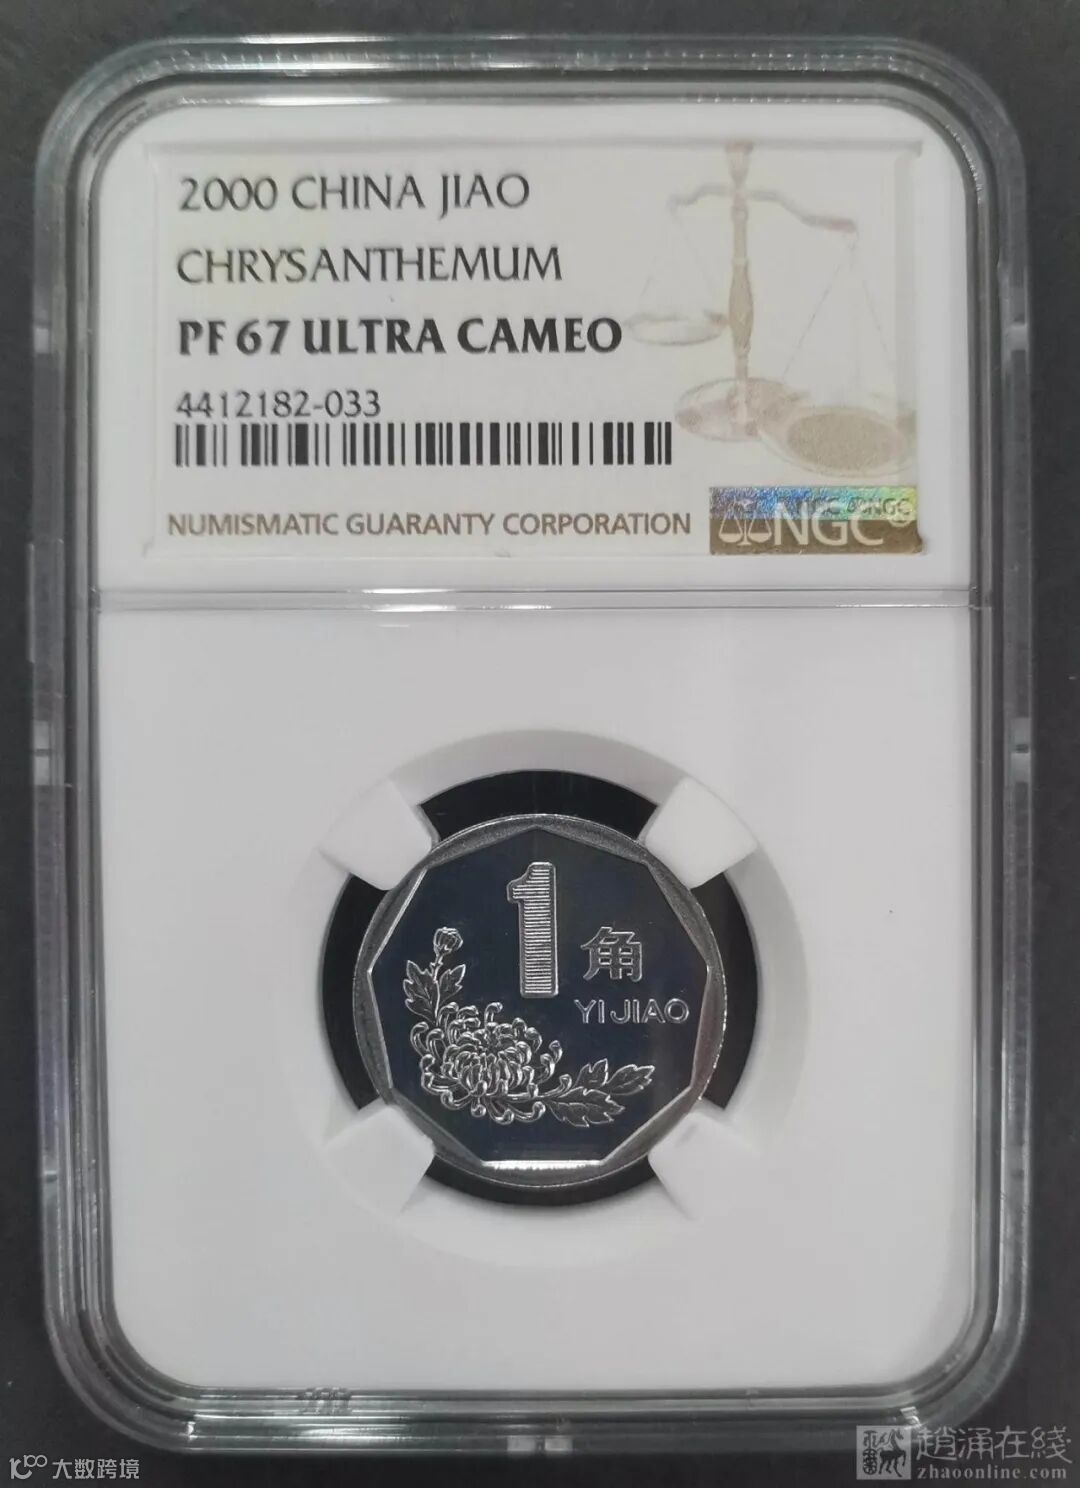 2000 CHINA JIAO
CHRYSANTHEMUM
PF 67 ULTRA CAMEO
4412182-033
NUMISMATIC GUARANTY CORPORATION
NGC
1
角
YI JIAO
大数跨境
趙涌在綫
zhaoonline.com